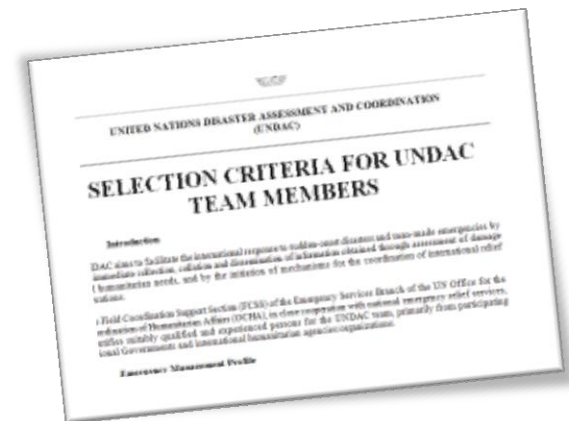 UNITED NATIONS DISASTER ASSESSMENT AND COORDINATION
(UNDAC)
SELECTION CRITERIA FOR UNDAC
TEAM MEMBERS
Introduction
DAC aims to facilitate the international response to sudden-onset disasters and man-made emergencies by
immediate collection, collation and dissemination of information obtained through assessment of damage
humanitarian needs, and by the initiation of mechanisms for the coordination of international relief
Field Coordination Support Section (FCSS) of the Emergency Services Branch of the UN Office for the
ordination of Humanitarian Affairs (OCHA), in close cooperation with national emergency relief services,
ntifies suitably qualified and experienced persons for the UNDAC team, primarily from participating
ional Governments and international humanitarian agencies/organizations.
Emergency Management Profile